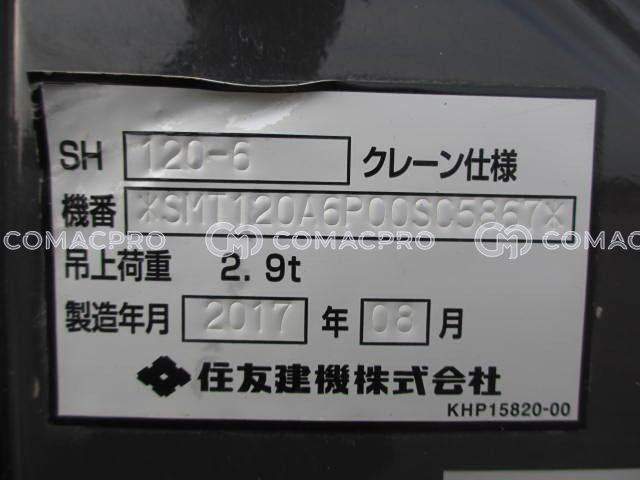 SH 120-6 クレーン仕様
機番 *SMT120A6P00SC5867*
COMACPRO COMACPRO COMACPRO
吊上荷重 2.9t
製造年月 2017 年 08 月
住友建機株式会社
KHP15820-00